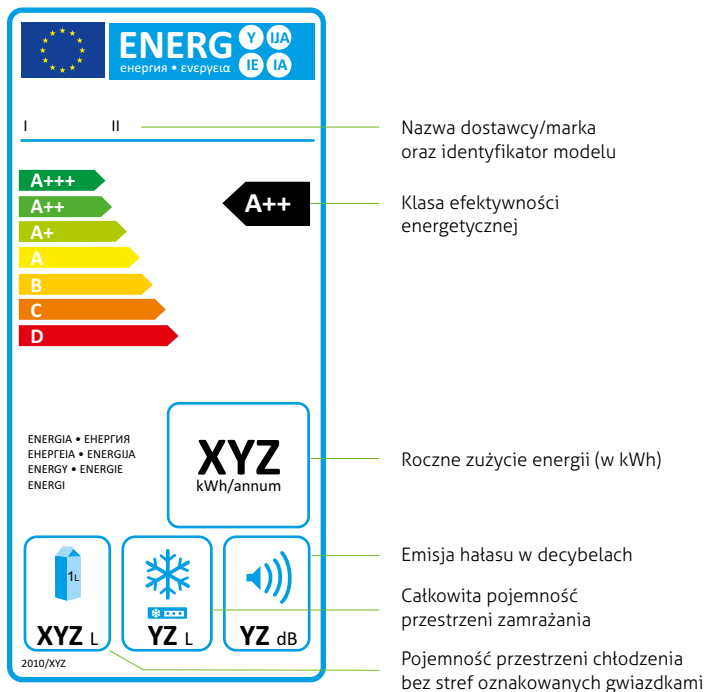 ENERG Y IJA
енергия • ενεργεια IE IA
I II
Nazwa dostawcy/marka
oraz identyfikator modelu
A+++
A++
A+
A
B
C
D
A++
Klasa efektywności
energetycznej
ENERGIA • ЕНЕРГИЯ
ΕΝΕΡΓΕΙΑ • ENERGIJA
ENERGY • ENERGIE
ENERGI
XYZ
kWh/annum
Roczne zużycie energii (w kWh)
1L
XYZ L
YZ L
YZ dB
Emisja hałasu w decybelach
Całkowita pojemność
przestrzeni zamrażania
Pojemność przestrzeni chłodzenia
bez stref oznakowanych gwiazdkami
2010/XYZ